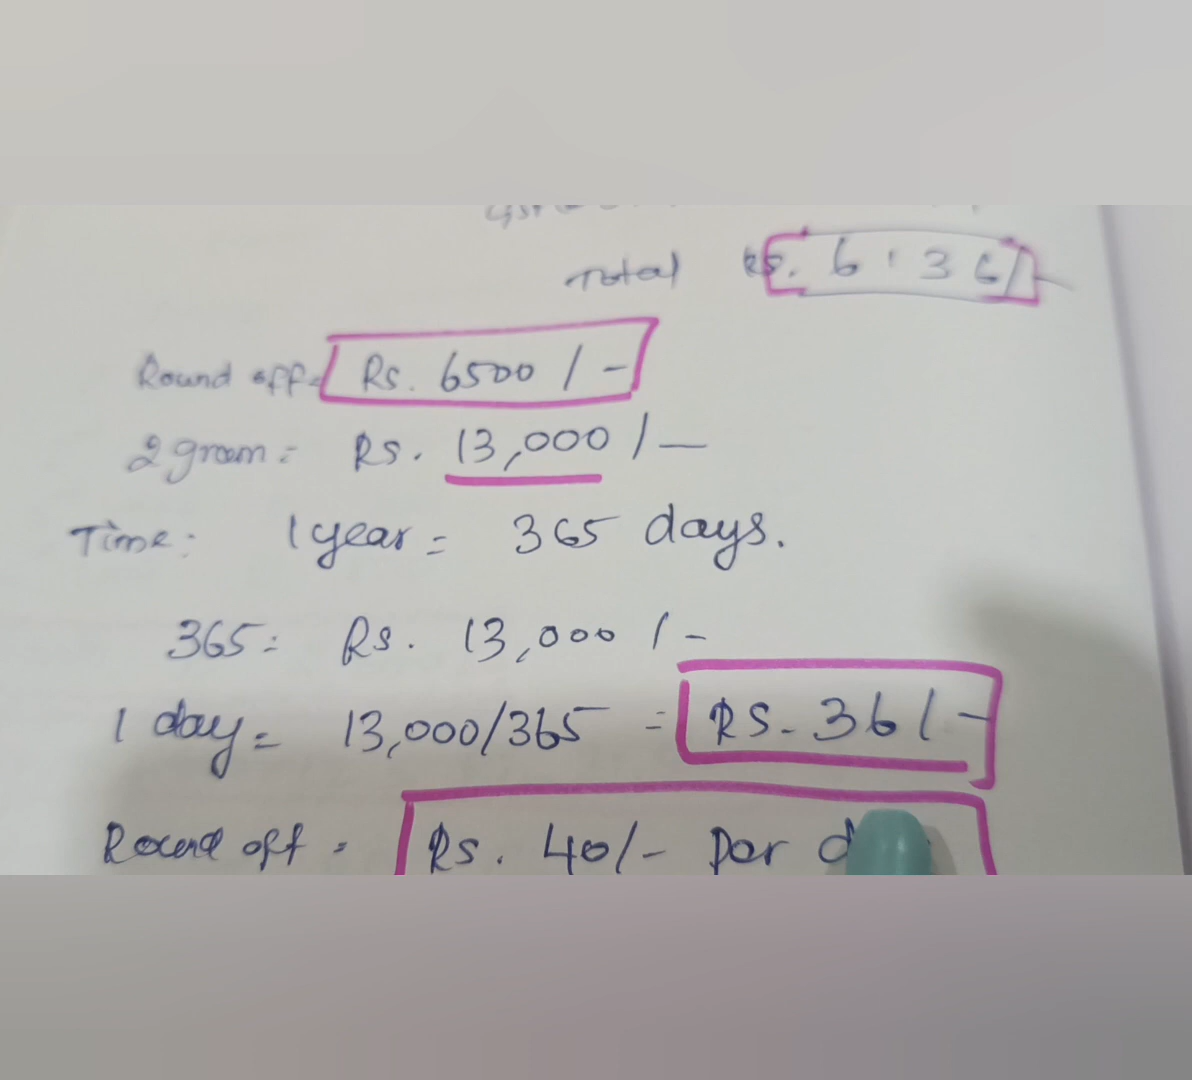 Total Rs. 6136/-
Round off= Rs. 6500/-
2 gram= Rs. 13,000/-
Time: 1 year= 365 days.
365= Rs. 13,000/-
1 day= 13,000/365 = RS. 36/-
Round off= Rs. 40/- per